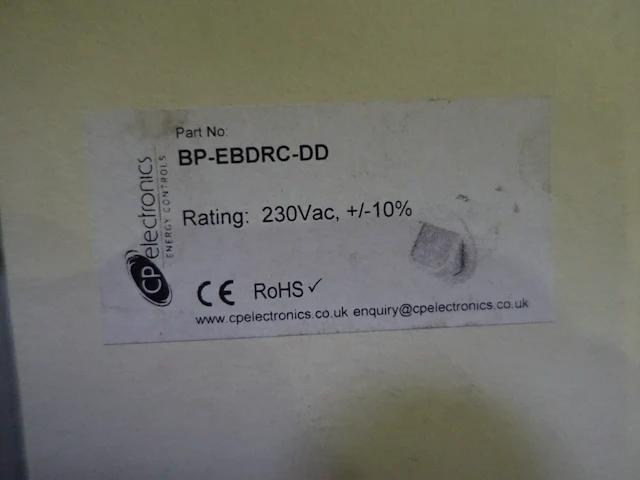 Part No:
BP-EBDRC-DD
Rating: 230Vac, +/-10%
CE RoHS ✓
www.cpelectronics.co.uk enquiry@cpelectronics.co.uk
CP electronics
ENERGY CONTROLS